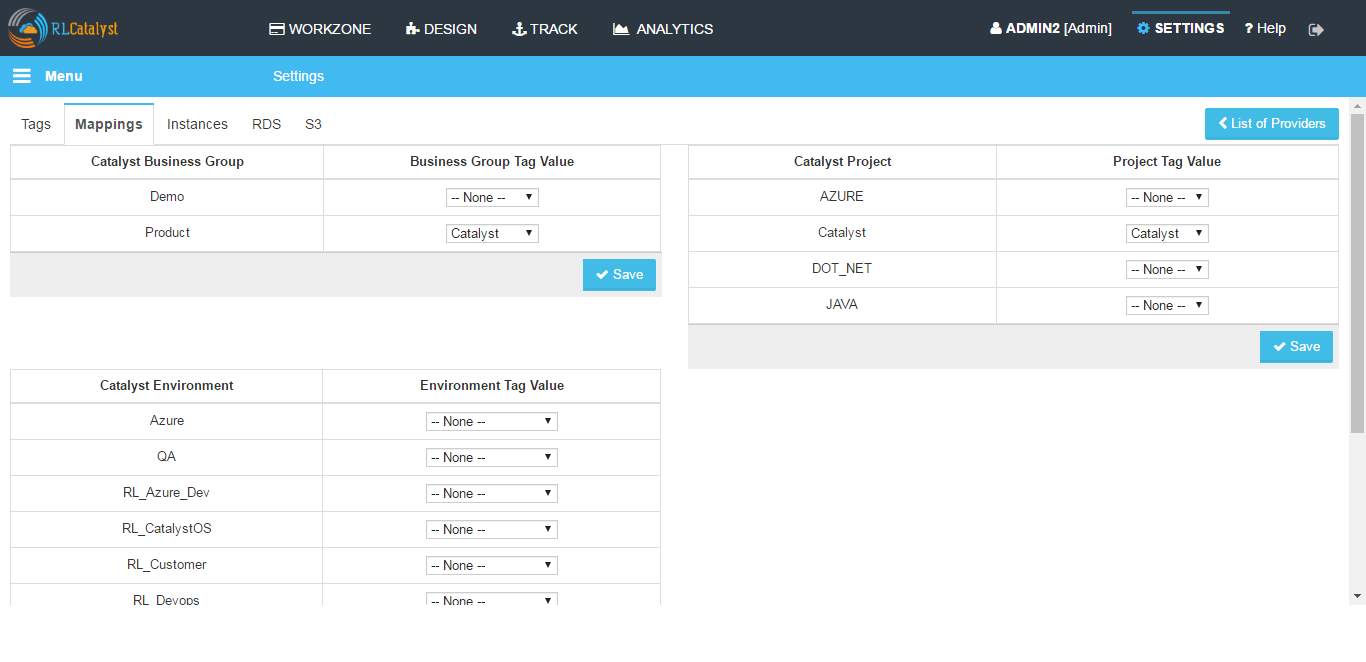 RLCatalyst WORKZONE DESIGN TRACK ANALYTICS ADMIN2 [Admin] SETTINGS ? Help
Menu Settings
Tags Mappings Instances RDS S3 List of Providers
Catalyst Business Group Business Group Tag Value
Demo -- None --
Product Catalyst
Save
Catalyst Project Project Tag Value
AZURE -- None --
Catalyst Catalyst
DOT_NET -- None --
JAVA -- None --
Save
Catalyst Environment Environment Tag Value
Azure -- None --
QA -- None --
RL_Azure_Dev -- None --
RL_CatalystOS -- None --
RL_Customer -- None --
RL_Devops -- None --